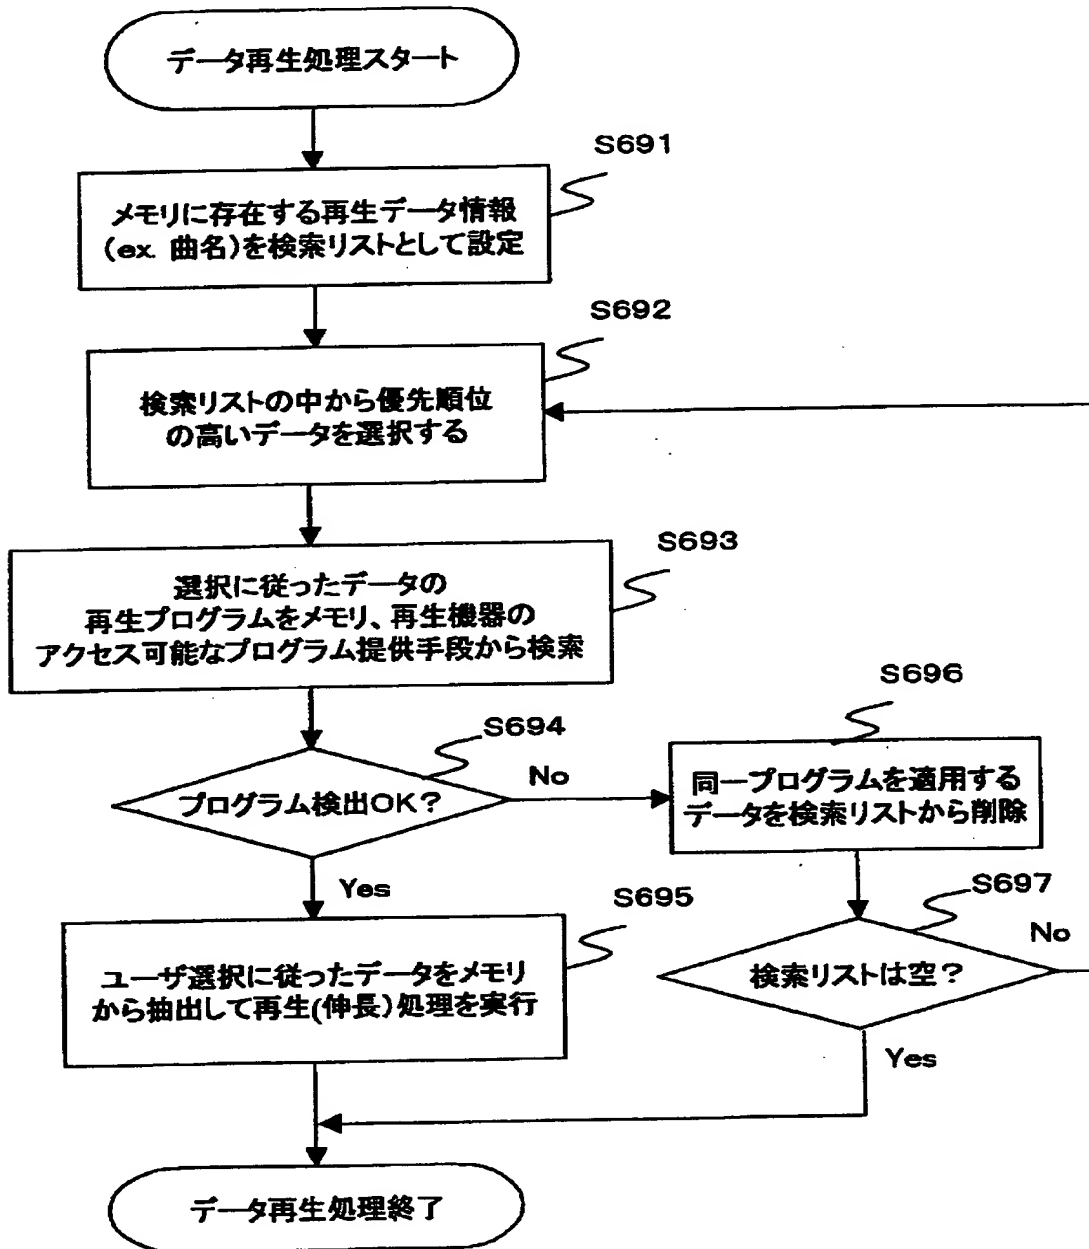 データ再生処理スタート
S691
メモリに存在する再生データ情報
(ex. 曲名)を検索リストとして設定
S692
検索リストの中から優先順位
の高いデータを選択する
S693
選択に従ったデータの
再生プログラムをメモリ、再生機器の
アクセス可能なプログラム提供手段から検索
S694
プログラム検出OK?
No
S696
同一プログラムを適用する
データを検索リストから削除
Yes
S695
ユーザ選択に従ったデータをメモリ
から抽出して再生(伸長)処理を実行
S697
検索リストは空?
No
Yes
データ再生処理終了